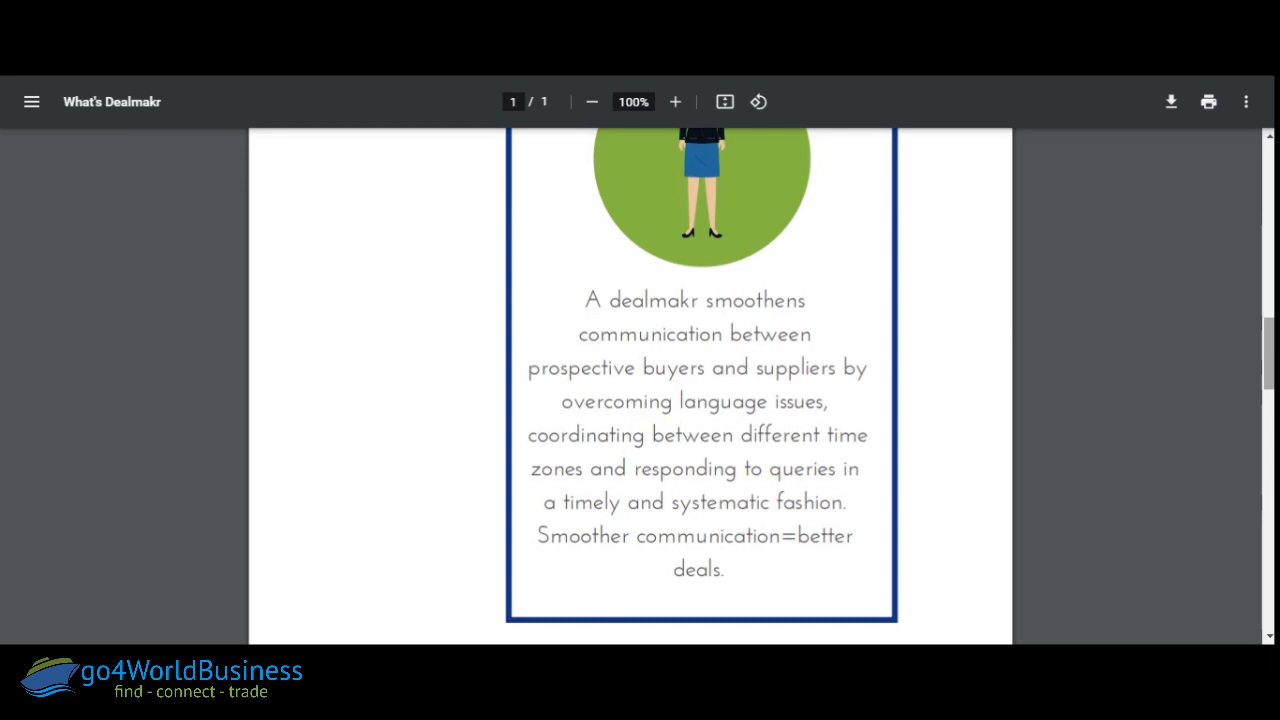 What's Dealmakr
1 / 1
100%
A dealmakr smoothens
communication between
prospective buyers and suppliers by
overcoming language issues,
coordinating between different time
zones and responding to queries in
a timely and systematic fashion.
Smoother communication=better
deals.
go4WorldBusiness
find - connect - trade